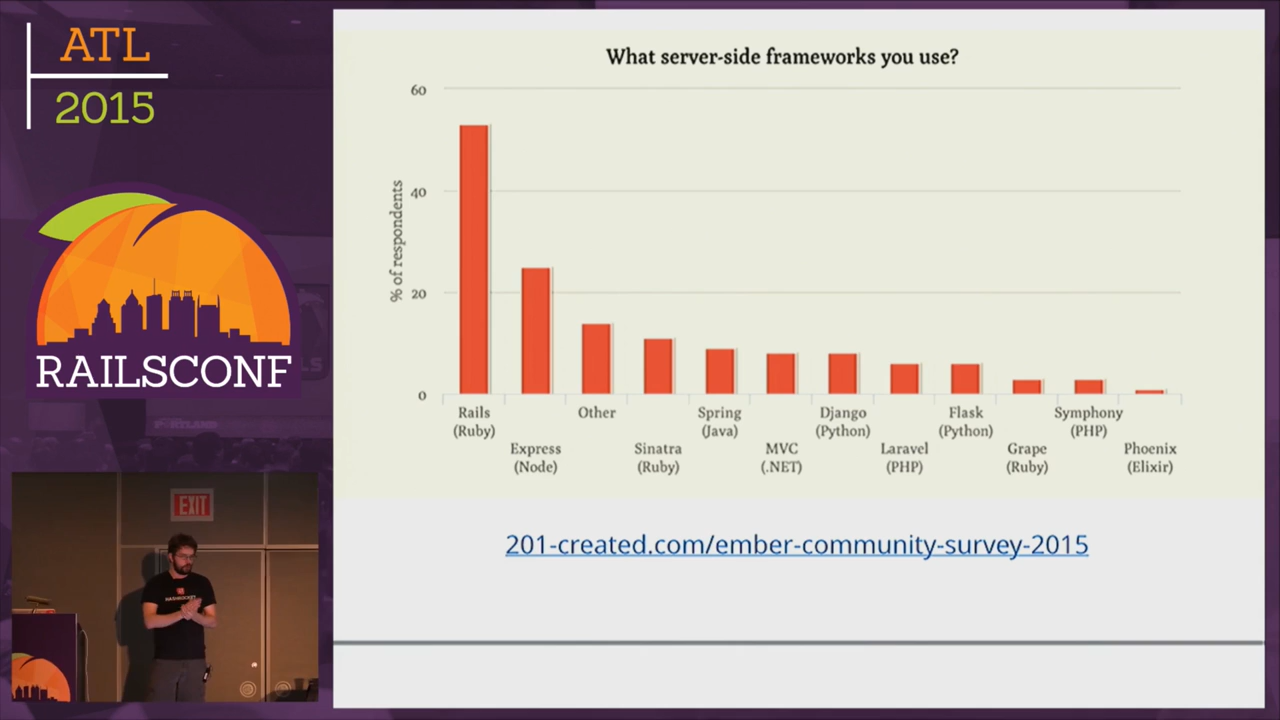 ATL
2015
RAILSCONF
EXIT
What server-side frameworks you use?
% of respondents
60
40
20
0
Rails
(Ruby)
Express
(Node)
Other
Sinatra
(Ruby)
Spring
(Java)
MVC
(.NET)
Django
(Python)
Laravel
(PHP)
Flask
(Python)
Grape
(Ruby)
Symphony
(PHP)
Phoenix
(Elixir)
201-created.com/ember-community-survey-2015